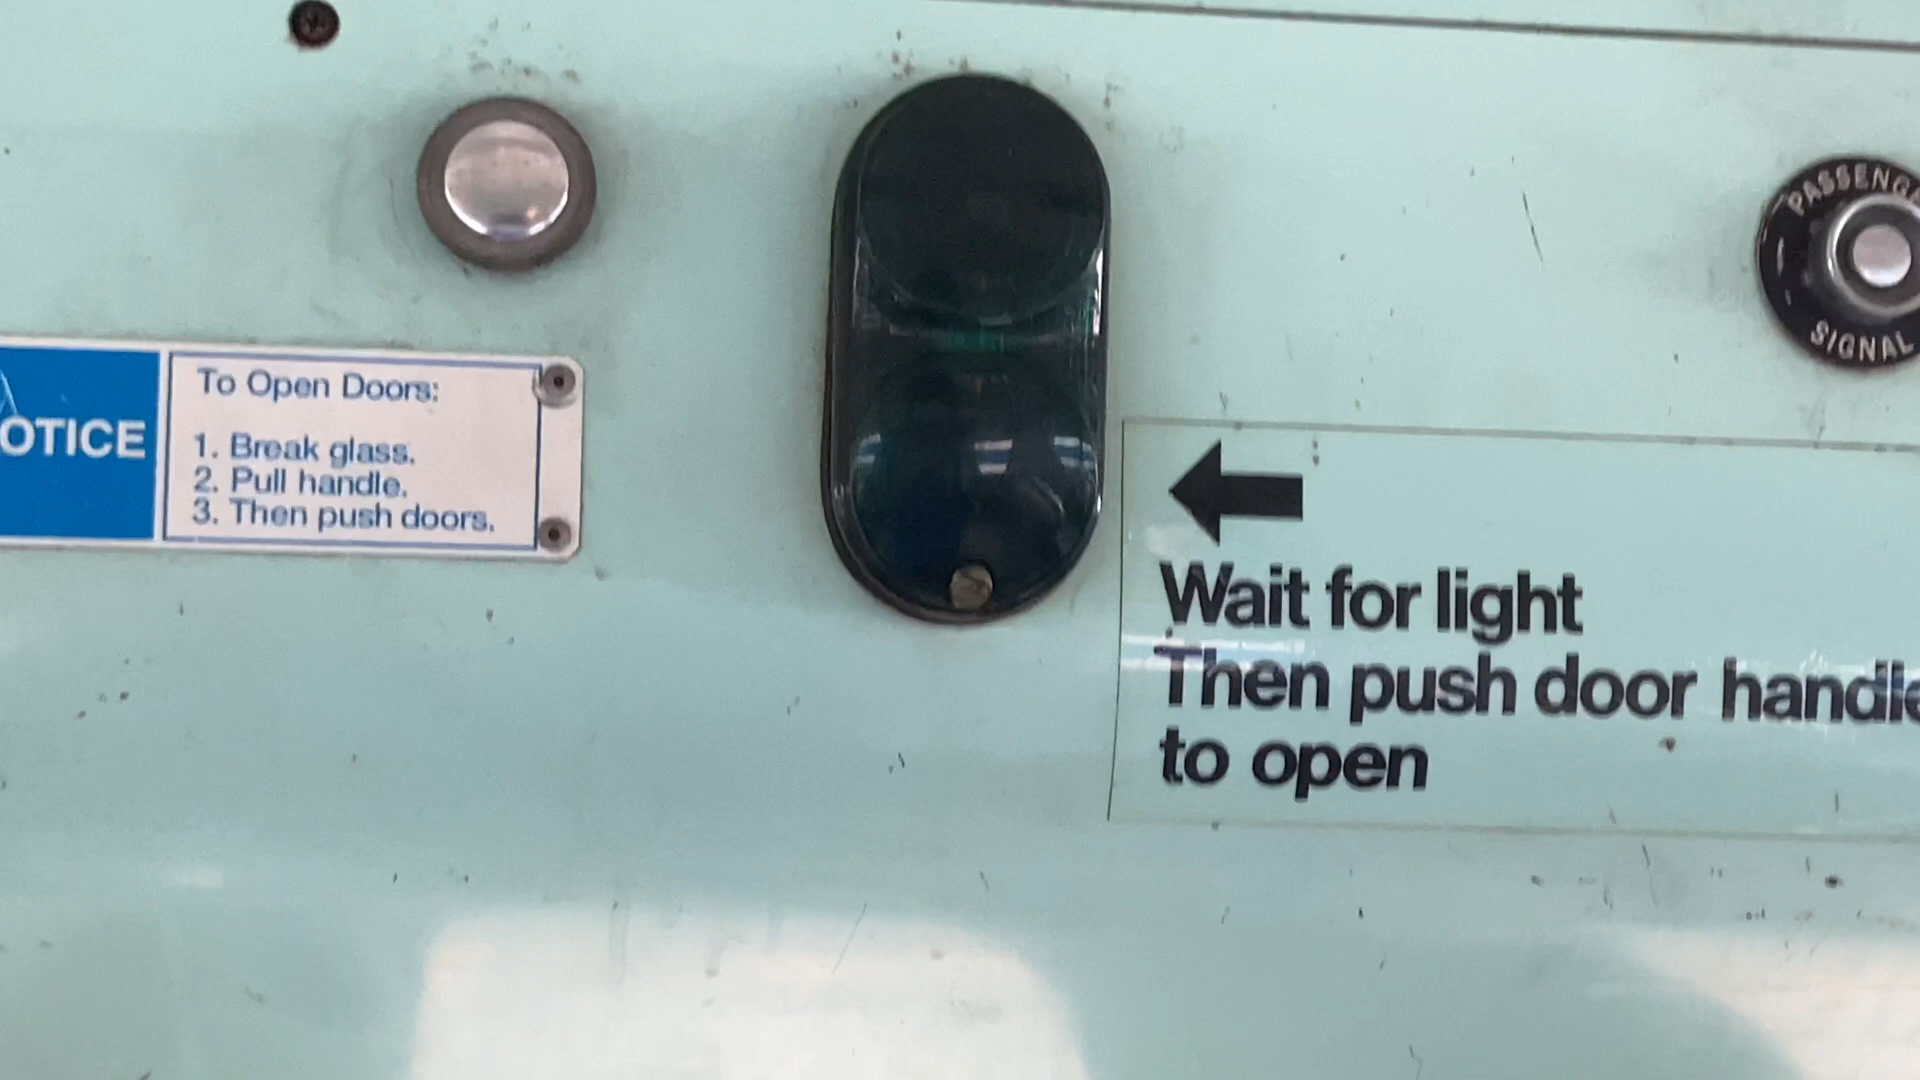 PASSENG
SIGNAL
OTICE
To Open Doors:
1. Break glass.
2. Pull handle.
3. Then push doors.
Wait for light
Then push door handle
to open